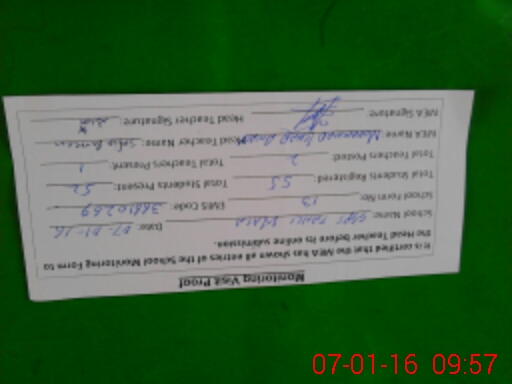 Monitoring Visit Proof
It is certified that the MEA has shown all entries of the School Monitoring Form to
the Head Teacher before its online submission.
School Name: Date: 07-01-16
School Form No: 13 EMIS Code:
Total Students Registered: 55 Total Students Present: 52
Total Teachers Posted: 2 Total Teachers Present: 1
MEA Name: Head Teacher Name:
MEA Signature: Head Teacher Signature:
07-01-16 09:57